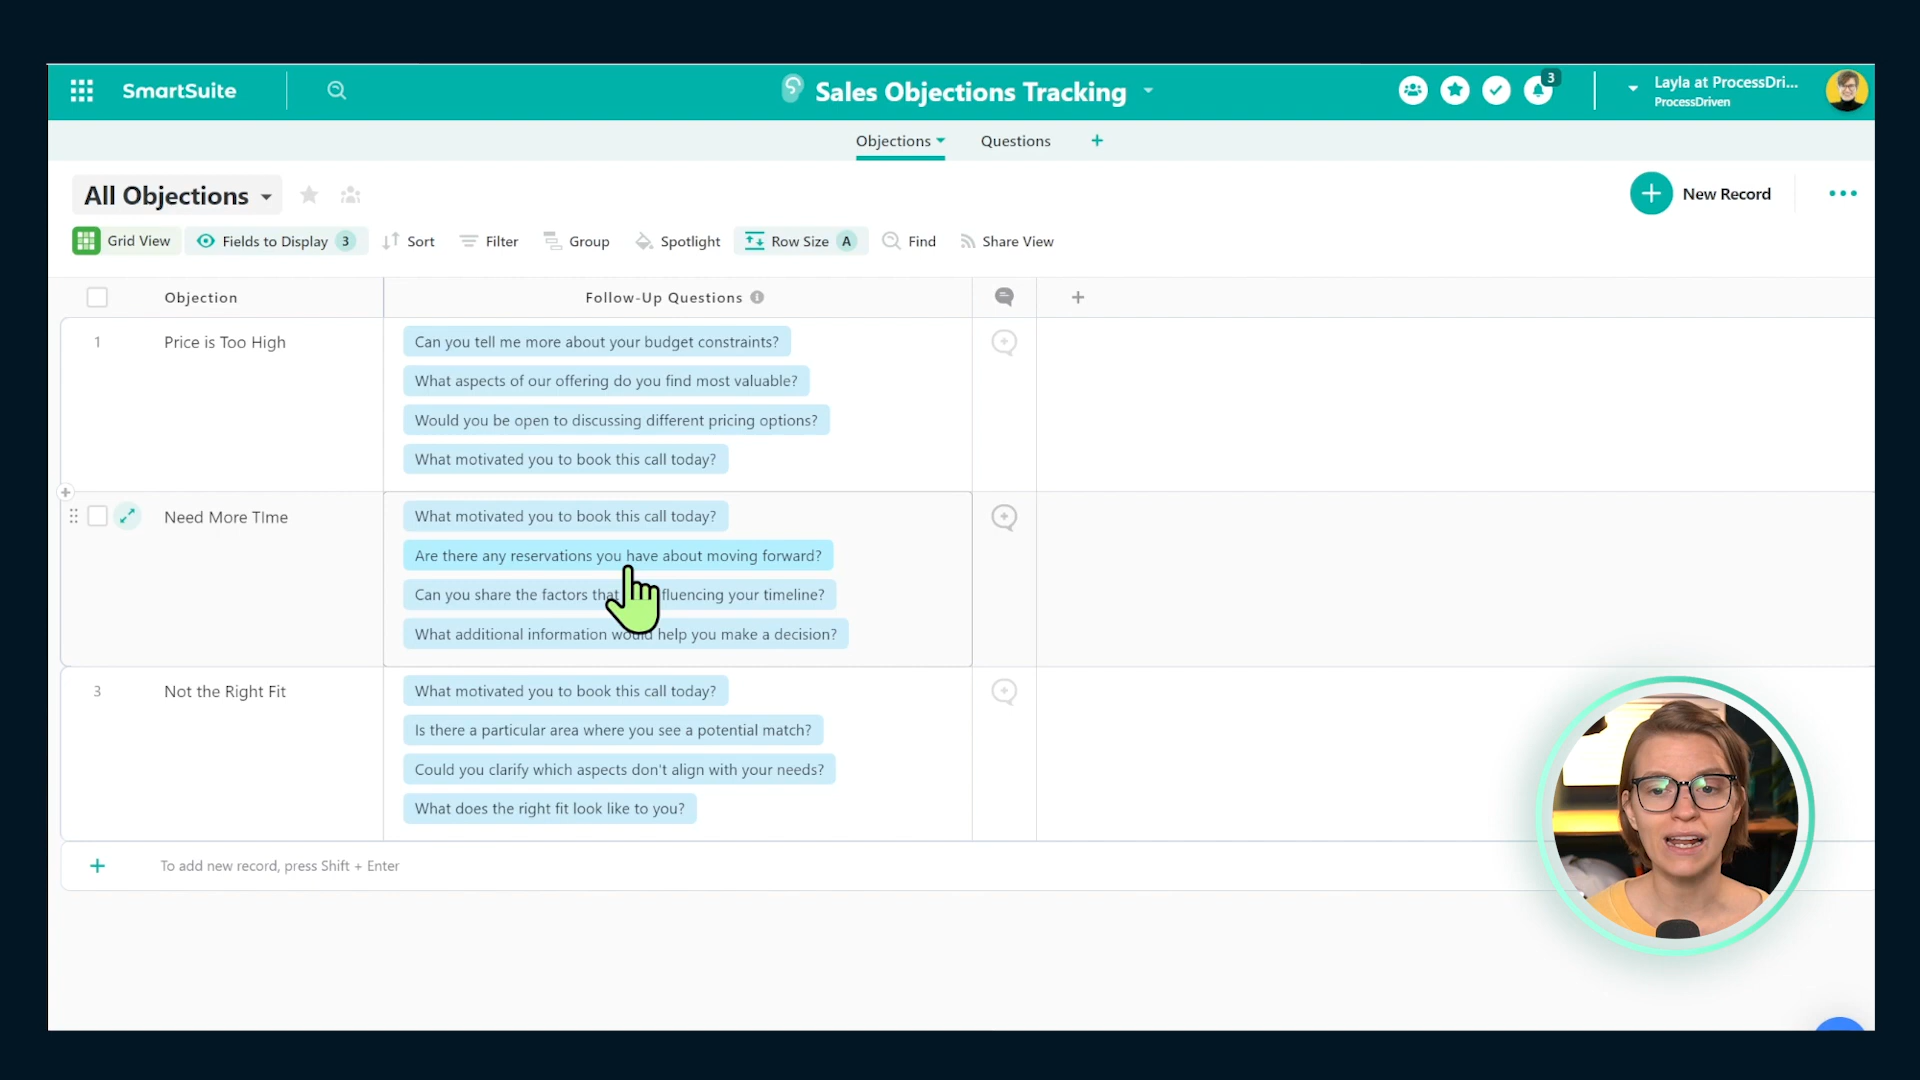 SmartSuite
Sales Objections Tracking
3
Layla at ProcessDri...
ProcessDriven
Objections
Questions
+
All Objections
New Record
Grid View
Fields to Display 3
Sort
Filter
Group
Spotlight
Row Size A
Find
Share View
Objection
Follow-Up Questions
1
Price is Too High
Can you tell me more about your budget constraints?
What aspects of our offering do you find most valuable?
Would you be open to discussing different pricing options?
What motivated you to book this call today?
Need More TIme
What motivated you to book this call today?
Are there any reservations you have about moving forward?
Can you share the factors that fluencing your timeline?
What additional information would help you make a decision?
3
Not the Right Fit
What motivated you to book this call today?
Is there a particular area where you see a potential match?
Could you clarify which aspects don't align with your needs?
What does the right fit look like to you?
To add new record, press Shift + Enter